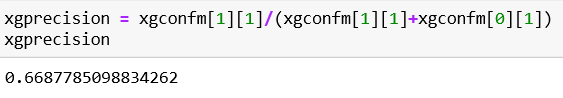 xgprecision = xgconfm[1][1]/(xgconfm[1][1]+xgconfm[0][1])
xgprecision
0.6687785098834262